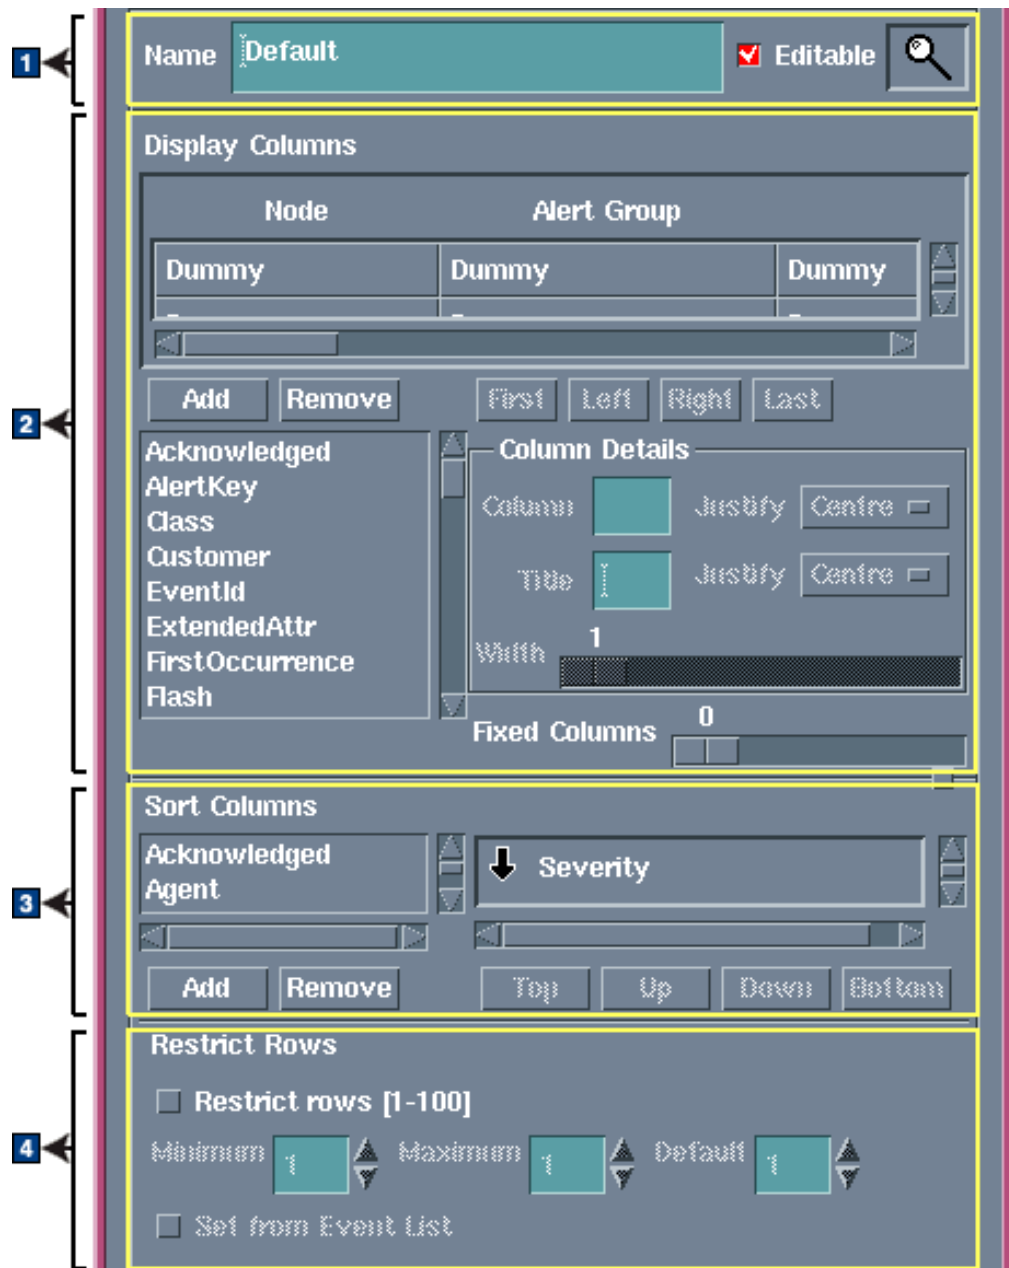 1
Name Default Editable
2
Display Columns
Node Alert Group
Dummy Dummy Dummy
Add Remove First Left Right Last
Acknowledged
AlertKey
Class
Customer
EventId
ExtendedAttr
FirstOccurrence
Flash
Column Details
Column Justify Centre
Title Justify Centre
Width 1
Fixed Columns 0
3
Sort Columns
Acknowledged
Agent
Severity
Add Remove Top Up Down Bottom
4
Restrict Rows
Restrict rows [1-100]
Minimum 1 Maximum 1 Default 1
Set from Event List